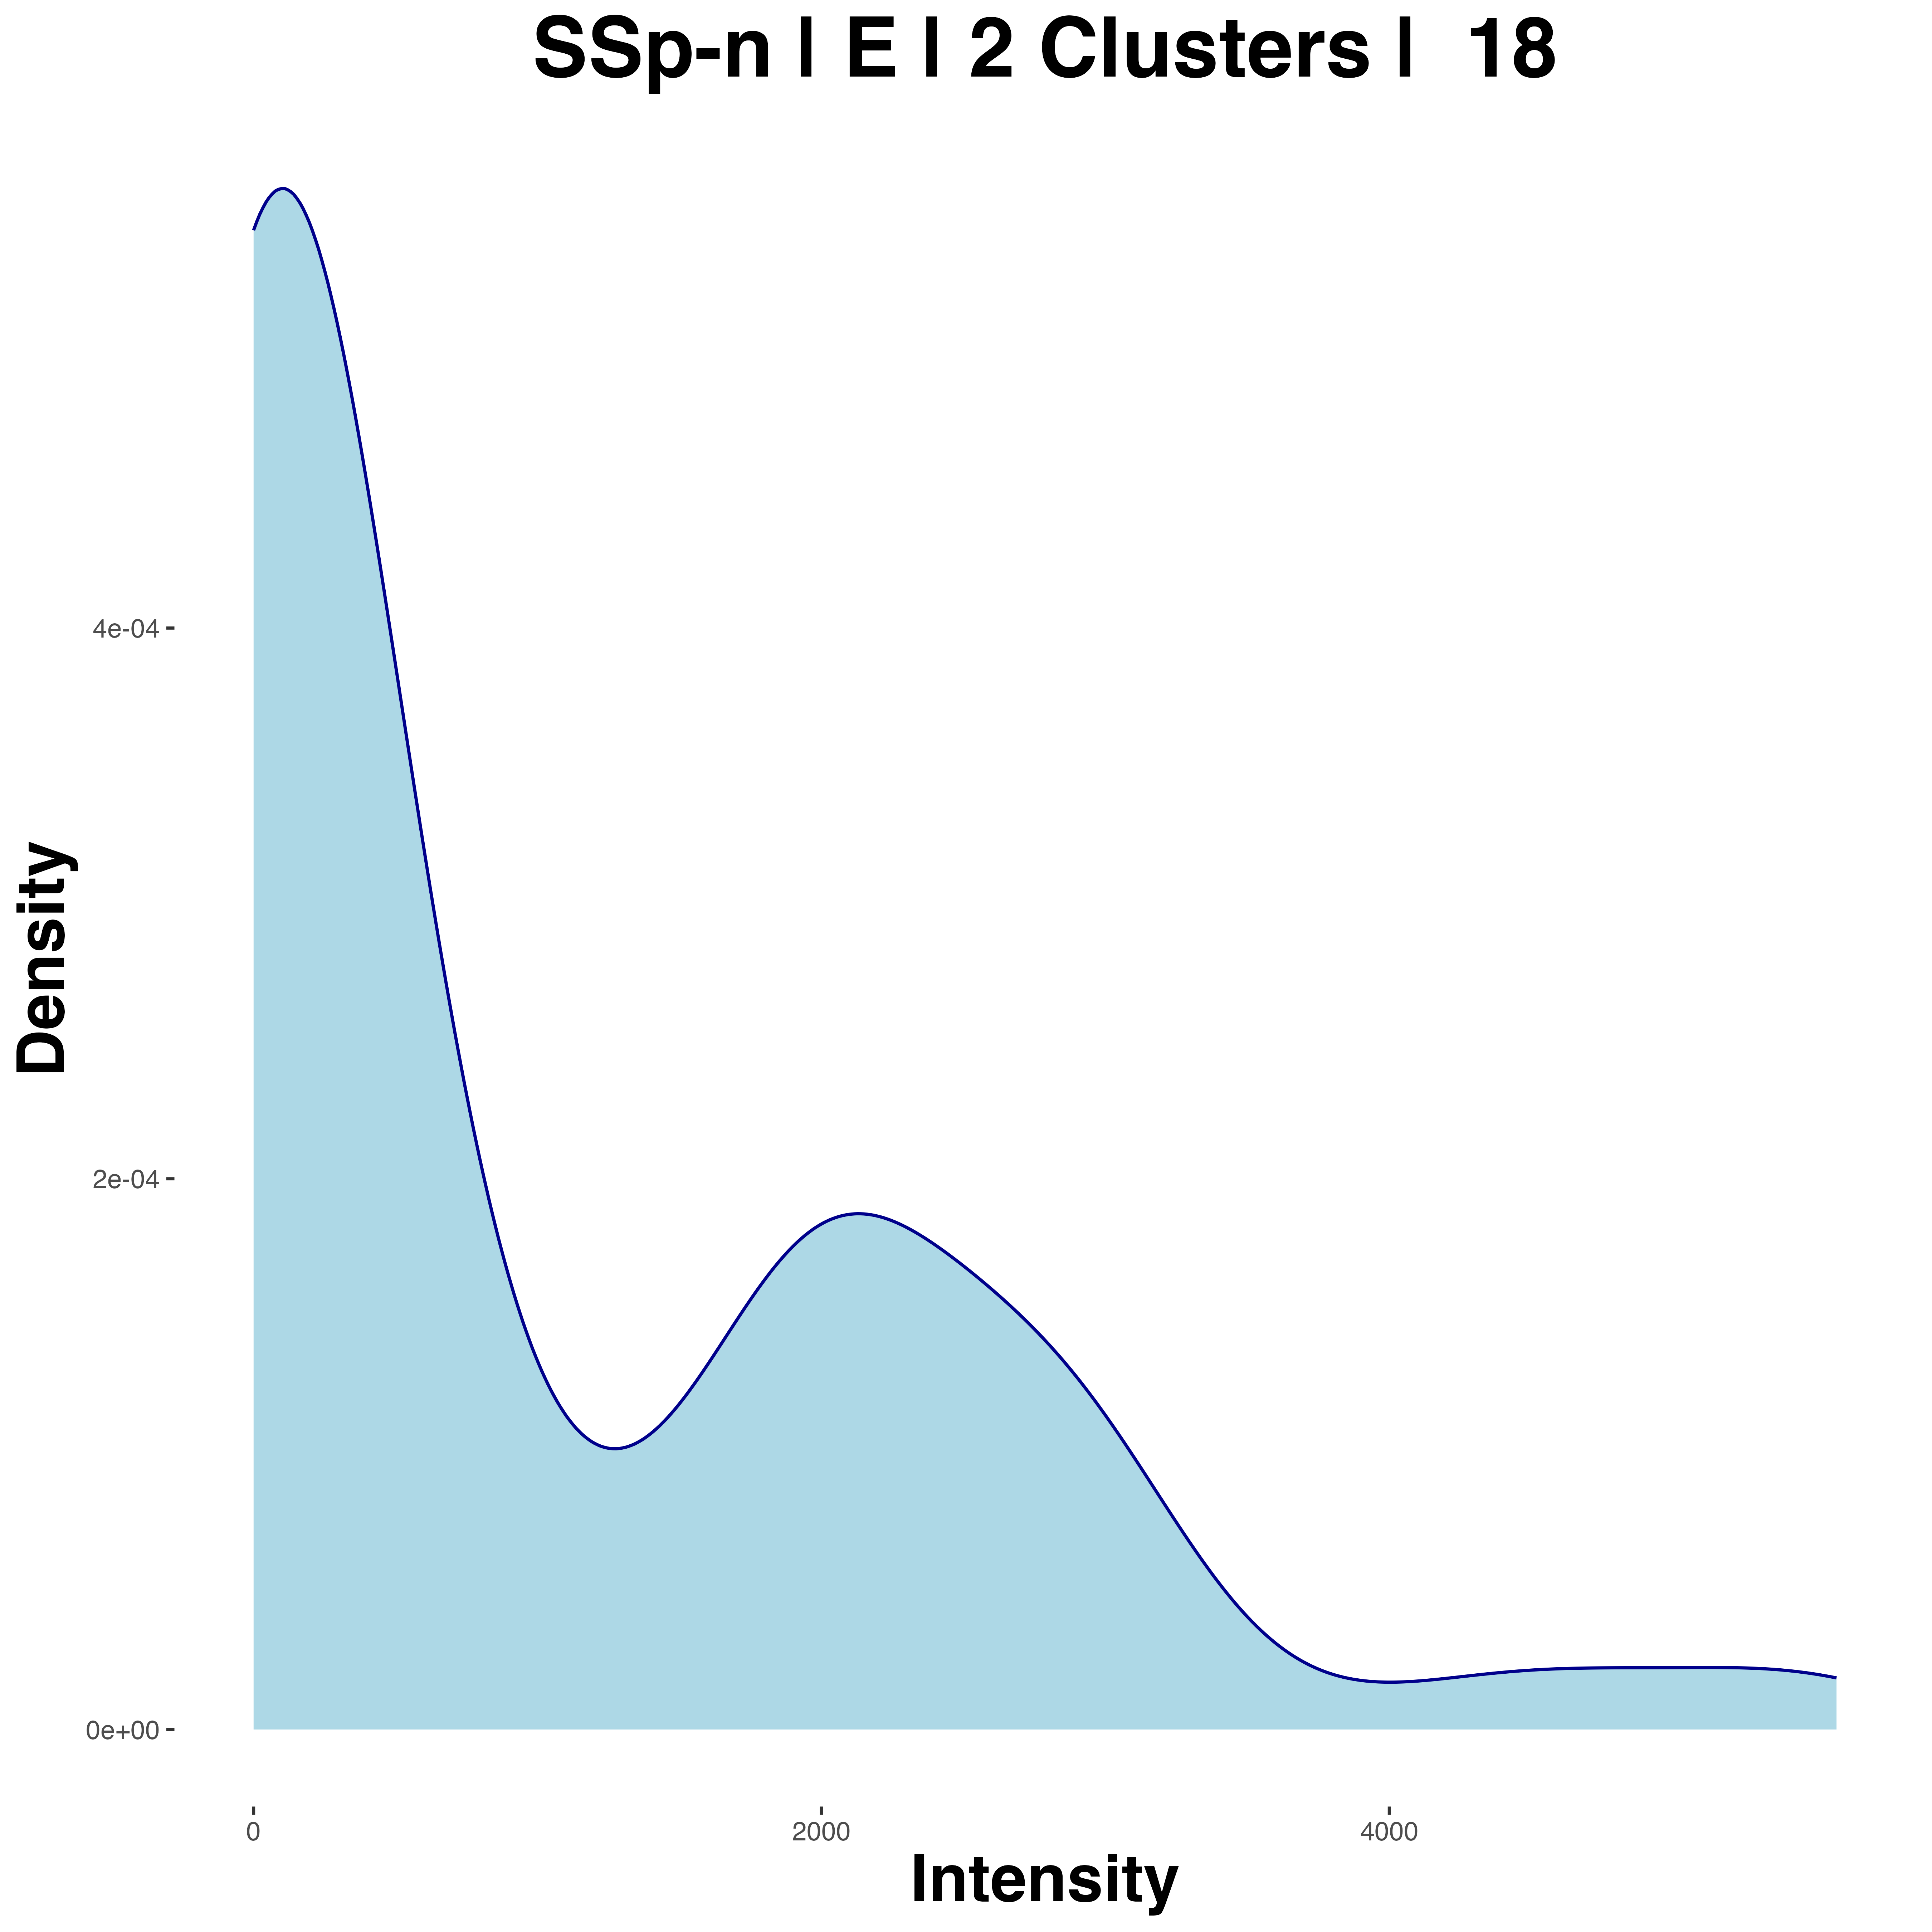 SSp-n | E | 2 Clusters |  18
Density
4e-04
2e-04
0e+00
0
2000
4000
Intensity